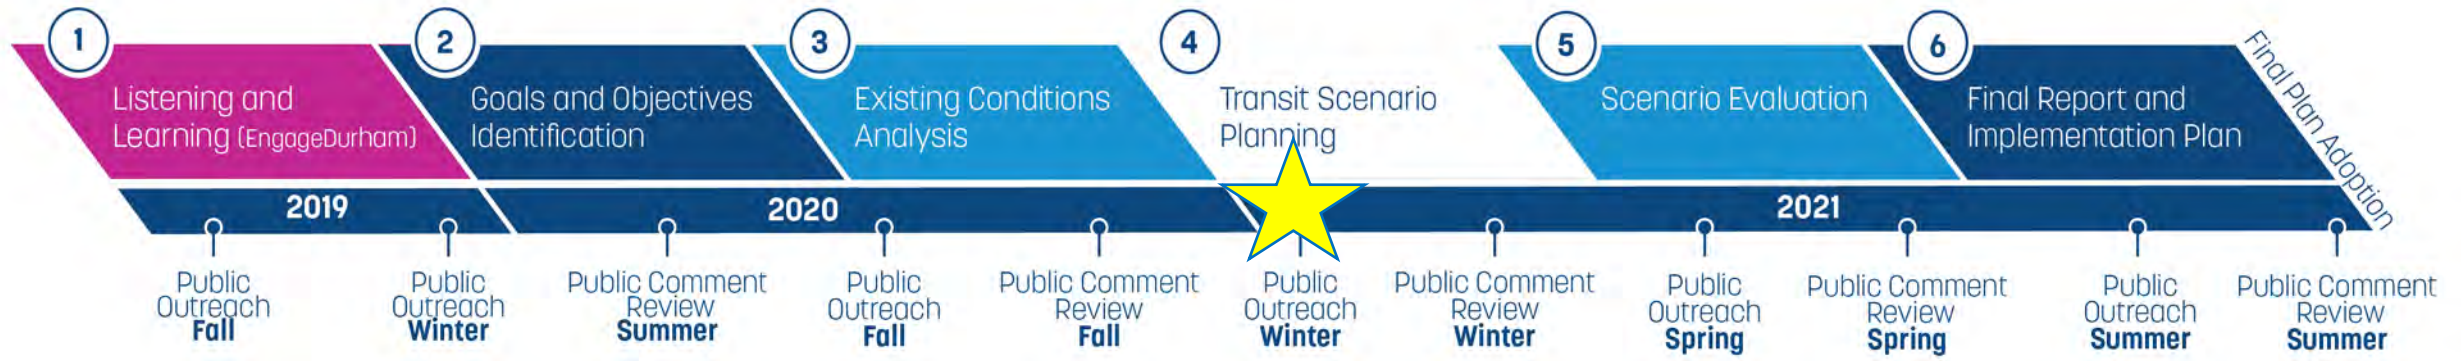 1
Listening and
Learning (EngageDurham)
2
Goals and Objectives
Identification
3
Existing Conditions
Analysis
4
Transit Scenario
Planning
5
Scenario Evaluation
6
Final Report and
Implementation Plan
Final Plan Adoption
2019
2020
2021
Public
Outreach
Fall
Public
Outreach
Winter
Public Comment
Review
Summer
Public
Outreach
Fall
Public Comment
Review
Fall
Public
Outreach
Winter
Public Comment
Review
Winter
Public
Outreach
Spring
Public Comment
Review
Spring
Public
Outreach
Summer
Public Comment
Review
Summer